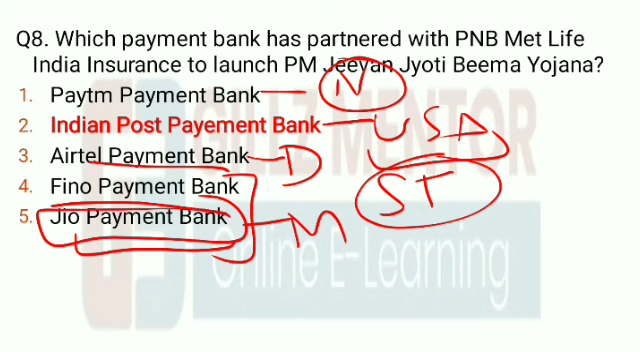 Q8. Which payment bank has partnered with PNB Met Life
India Insurance to launch PM Jeevan Jyoti Beema Yojana?
1. Paytm Payment Bank N
2. Indian Post Payement Bank USA
3. Airtel Payment Bank D
4. Fino Payment Bank ST
5. Jio Payment Bank M
MENTOR
Online E-Learning